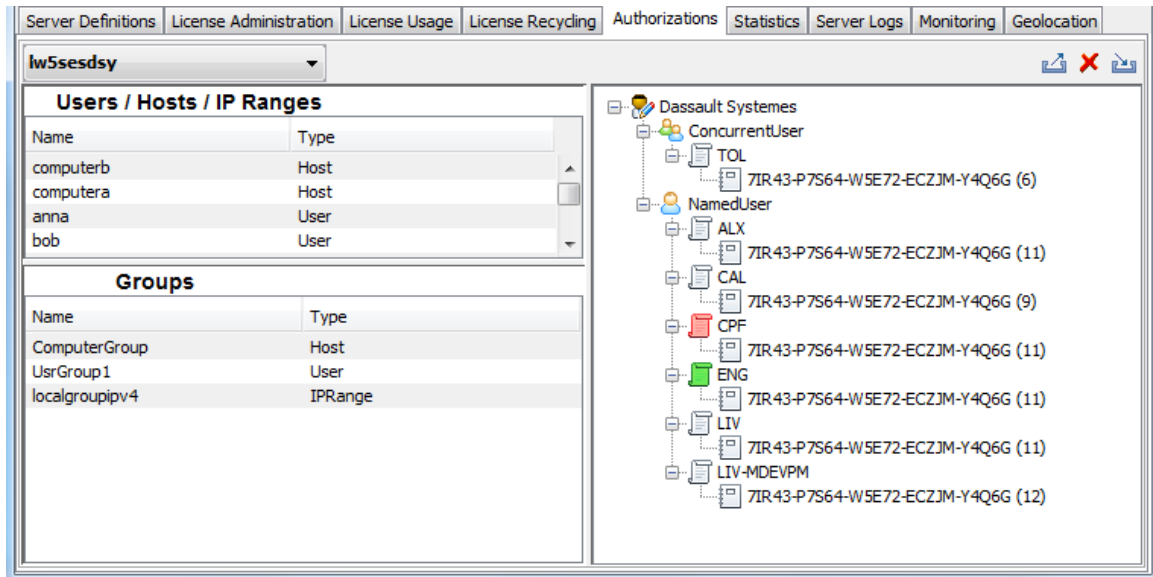 Server Definitions License Administration License Usage License Recycling Authorizations Statistics Server Logs Monitoring Geolocation
lw5sesdsy
Users / Hosts / IP Ranges
Name Type
computerb Host
computera Host
anna User
bob User
Groups
Name Type
ComputerGroup Host
UsrGroup1 User
localgroupipv4 IPRange
Dassault Systemes
ConcurrentUser
TOL
7IR43-P7S64-W5E72-ECZJM-Y4Q6G (6)
NamedUser
ALX
7IR43-P7S64-W5E72-ECZJM-Y4Q6G (11)
CAL
7IR43-P7S64-W5E72-ECZJM-Y4Q6G (9)
CPF
7IR43-P7S64-W5E72-ECZJM-Y4Q6G (11)
ENG
7IR43-P7S64-W5E72-ECZJM-Y4Q6G (11)
LIV
7IR43-P7S64-W5E72-ECZJM-Y4Q6G (11)
LIV-MDEVPM
7IR43-P7S64-W5E72-ECZJM-Y4Q6G (12)